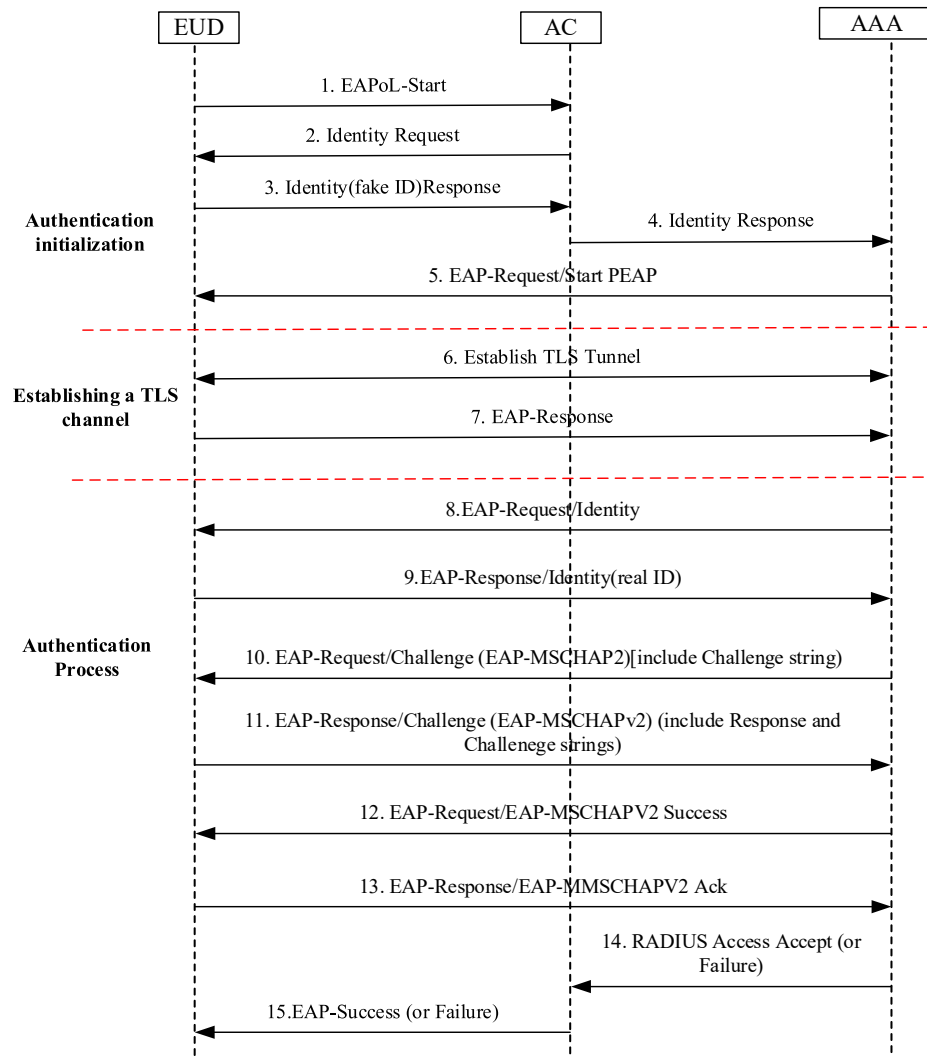 EUD
AC
AAA
1. EAPoL-Start
2. Identity Request
3. Identity(fake ID)Response
Authentication
initialization
4. Identity Response
5. EAP-Request/Start PEAP
6. Establish TLS Tunnel
Establishing a TLS
channel
7. EAP-Response
8.EAP-Request/Identity
9.EAP-Response/Identity(real ID)
Authentication
Process
10. EAP-Request/Challenge (EAP-MSCHAP2)[include Challenge string)
11. EAP-Response/Challenge (EAP-MSCHAPv2) (include Response and
Challenege strings)
12. EAP-Request/EAP-MSCHAPV2 Success
13. EAP-Response/EAP-MMSCHAPV2 Ack
14. RADIUS Access Accept (or
Failure)
15.EAP-Success (or Failure)